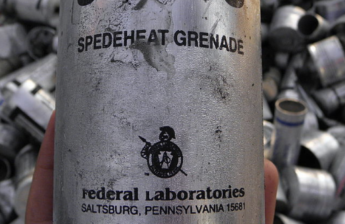 SPEDEHEAT GRENADE
Federal Laboratories
SALTSBURG, PENNSYLVANIA 15681